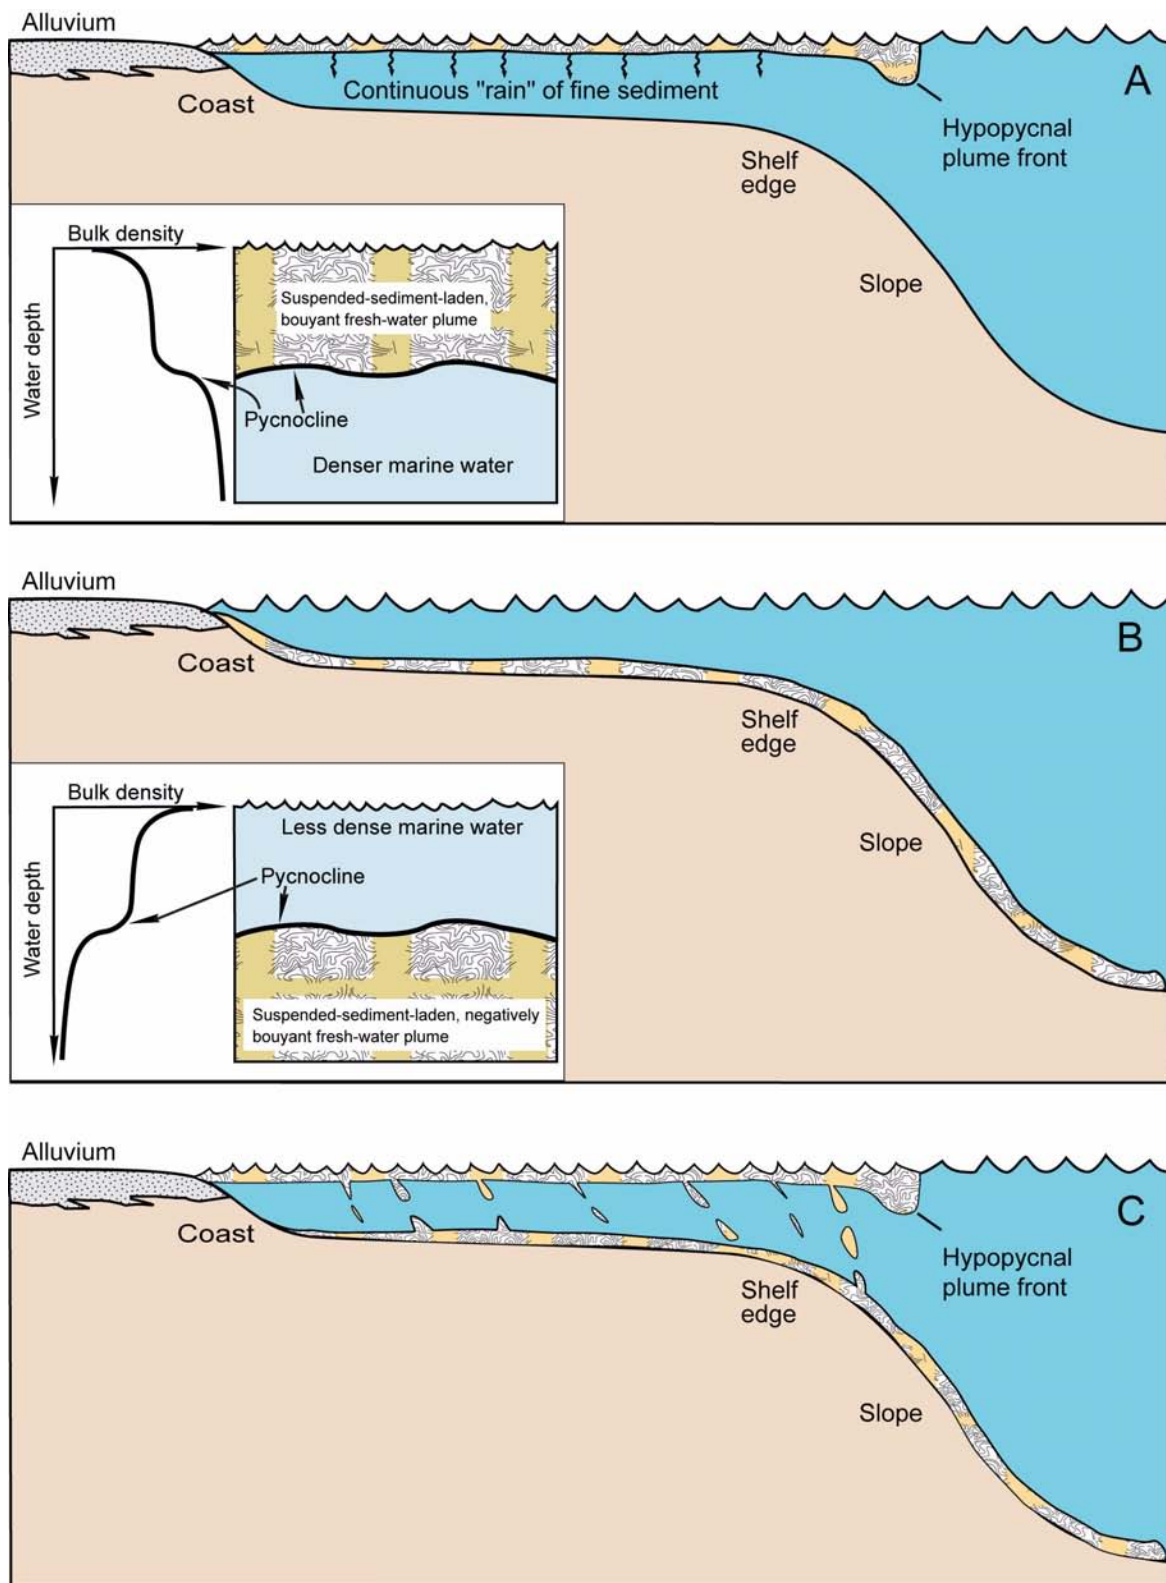 Alluvium
A
Continuous "rain" of fine sediment
Coast
Hypopycnal
plume front
Shelf
edge
Slope
Bulk density
Water depth
Suspended-sediment-laden,
bouyant fresh-water plume
Pycnocline
Denser marine water
Alluvium
B
Coast
Shelf
edge
Slope
Bulk density
Water depth
Less dense marine water
Pycnocline
Suspended-sediment-laden, negatively
bouyant fresh-water plume
Alluvium
C
Coast
Hypopycnal
plume front
Shelf
edge
Slope